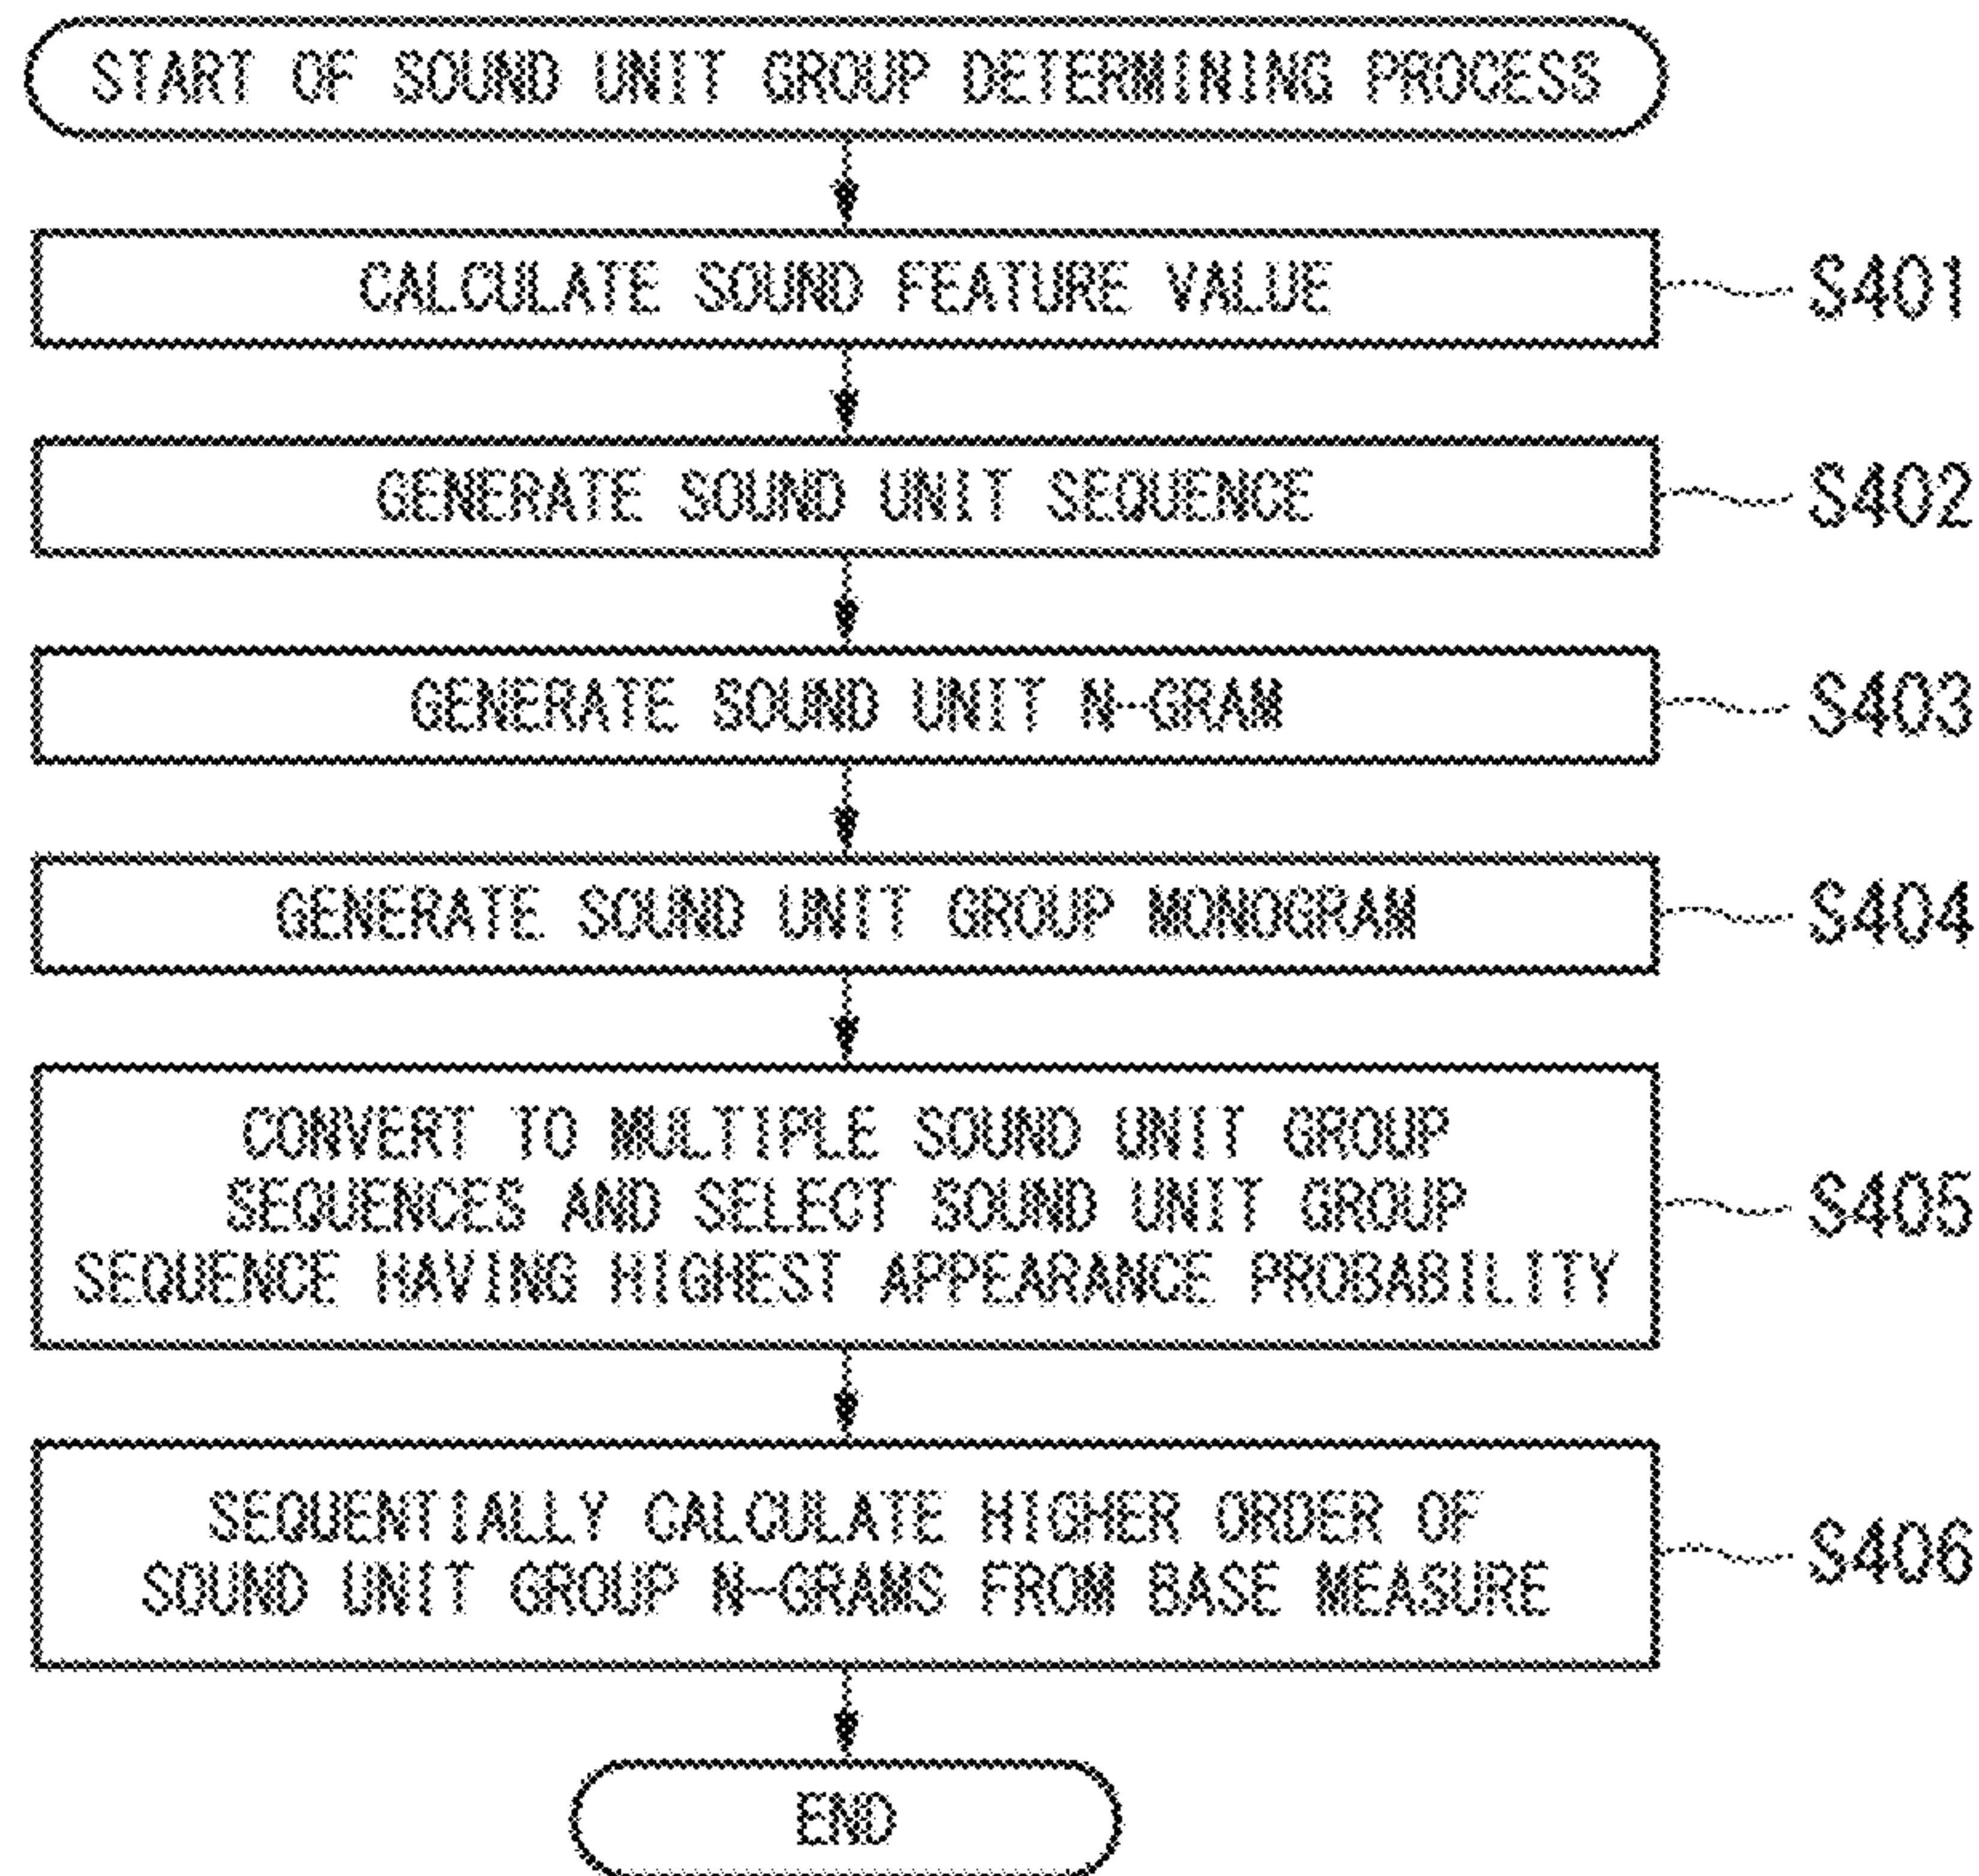 START OF SOUND UNIT GROUP DETERMINING PROCESS
CALCULATE SOUND FEATURE VALUE
S401
GENERATE SOUND UNIT SEQUENCE
S402
GENERATE SOUND UNIT N-GRAM
S403
GENERATE SOUND UNIT GROUP MONOGRAM
S404
CONVERT TO MULTIPLE SOUND UNIT GROUP
SEQUENCES AND SELECT SOUND UNIT GROUP
SEQUENCE HAVING HIGHEST APPEARANCE PROBABILITY
S405
SEQUENTIALLY CALCULATE HIGHER ORDER OF
SOUND UNIT GROUP N-GRAMS FROM BASE MEASURE
S406
END